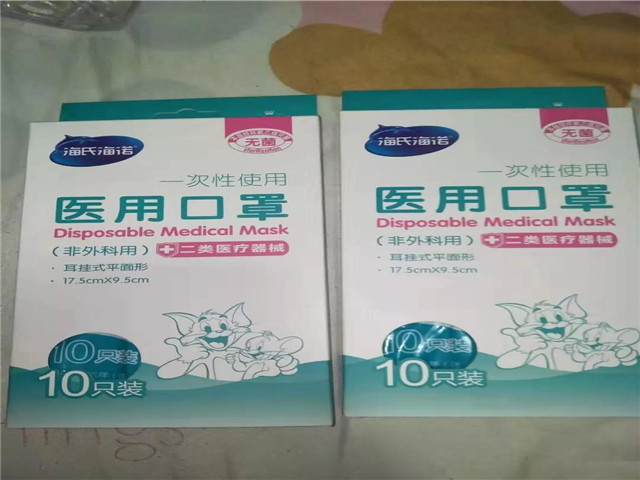 海氏海诺
无菌
一次性使用
医用口罩
Disposable Medical Mask
（非外科用）
二类医疗器械
· 耳挂式平面形
· 17.5cmX9.5cm
10只装
10只装
海氏海诺
无菌
一次性使用
医用口罩
Disposable Medical Mask
（非外科用）
二类医疗器械
· 耳挂式平面形
· 17.5cmX9.5cm
10只装
10只装